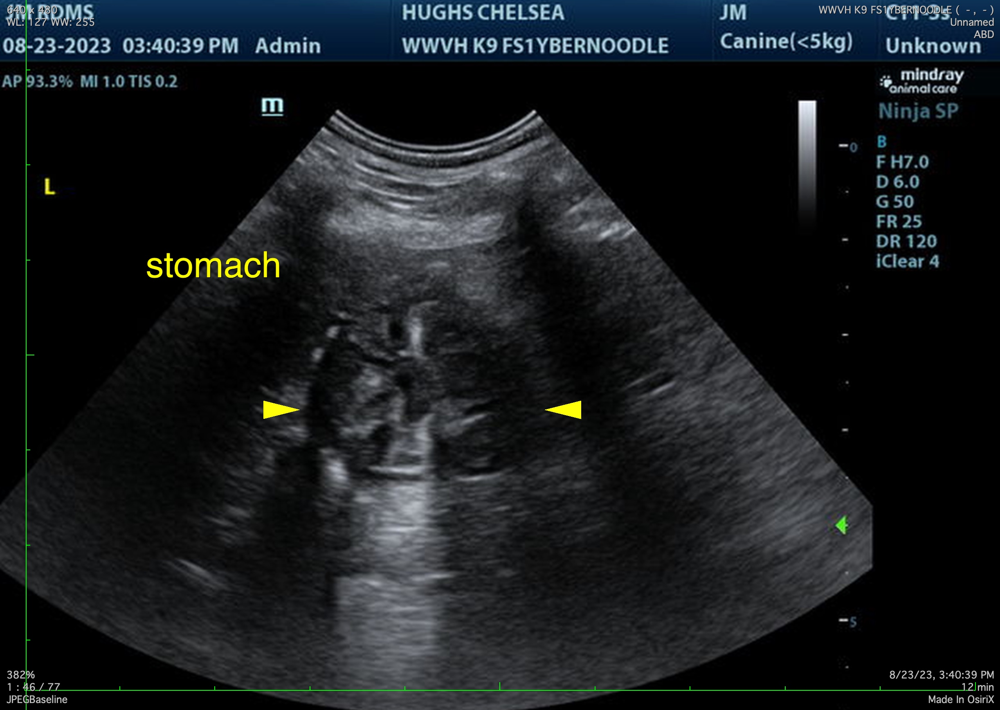 640 x 480
WL: 127 WW: 255
JM RDMS
HUGHS CHELSEA
JM
WWVH K9 FS1YBERNOODLE ( - , - )
Unnamed
ABD
08-23-2023 03:40:39 PM Admin
WWVH K9 FS1YBERNOODLE
Canine(<5kg)
Unknown
AP 93.3% MI 1.0 TIS 0.2
m
mindray
animal care
Ninja SP
B
F H7.0
D 6.0
G 50
FR 25
DR 120
iClear 4
0
L
stomach
5
382%
1 : 46 / 77
JPEGBaseline
8/23/23, 3:40:39 PM
12 min
Made In OsiriX